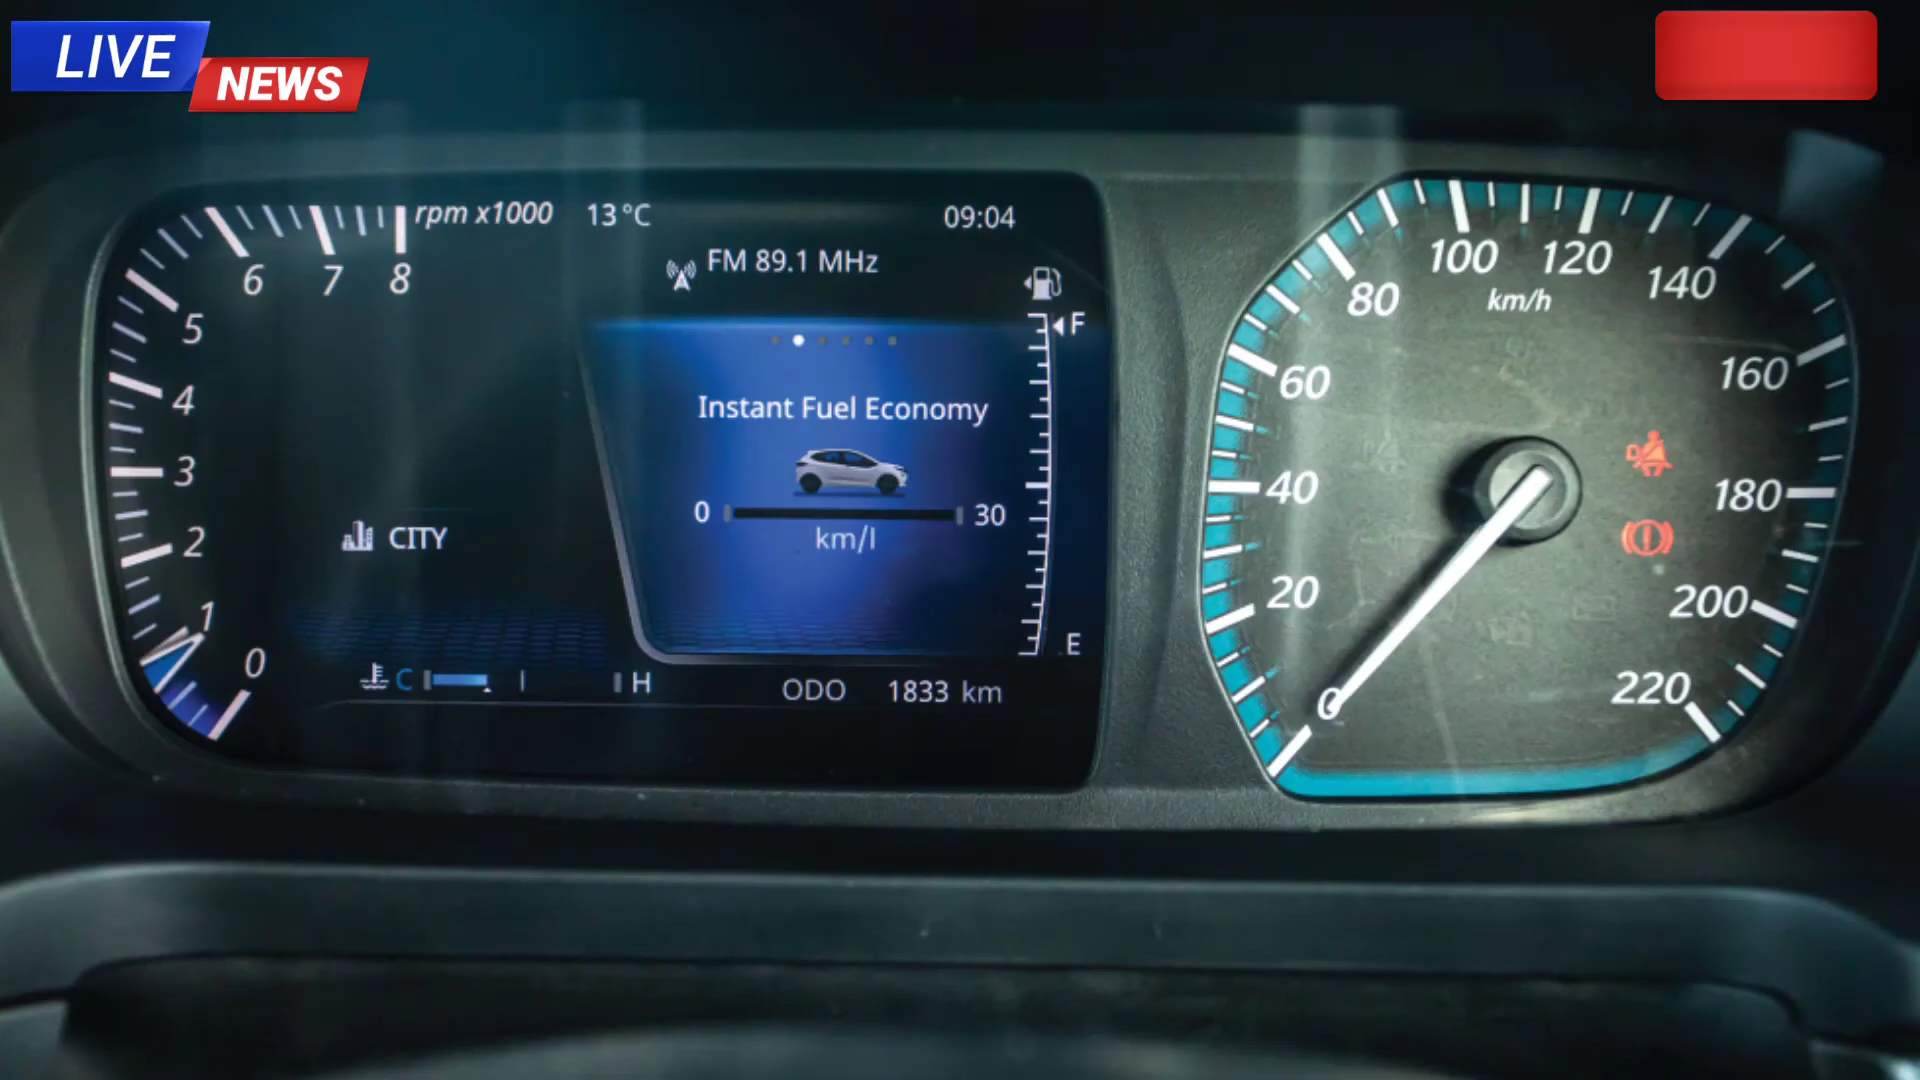 LIVE
NEWS
rpm x1000
13°C
09:04
FM 89.1 MHz
6
7
8
5
4
3
2
1
0
F
E
Instant Fuel Economy
0
30
km/l
CITY
C
H
ODO
1833 km
0
20
40
60
80
100
120
140
160
180
200
220
km/h